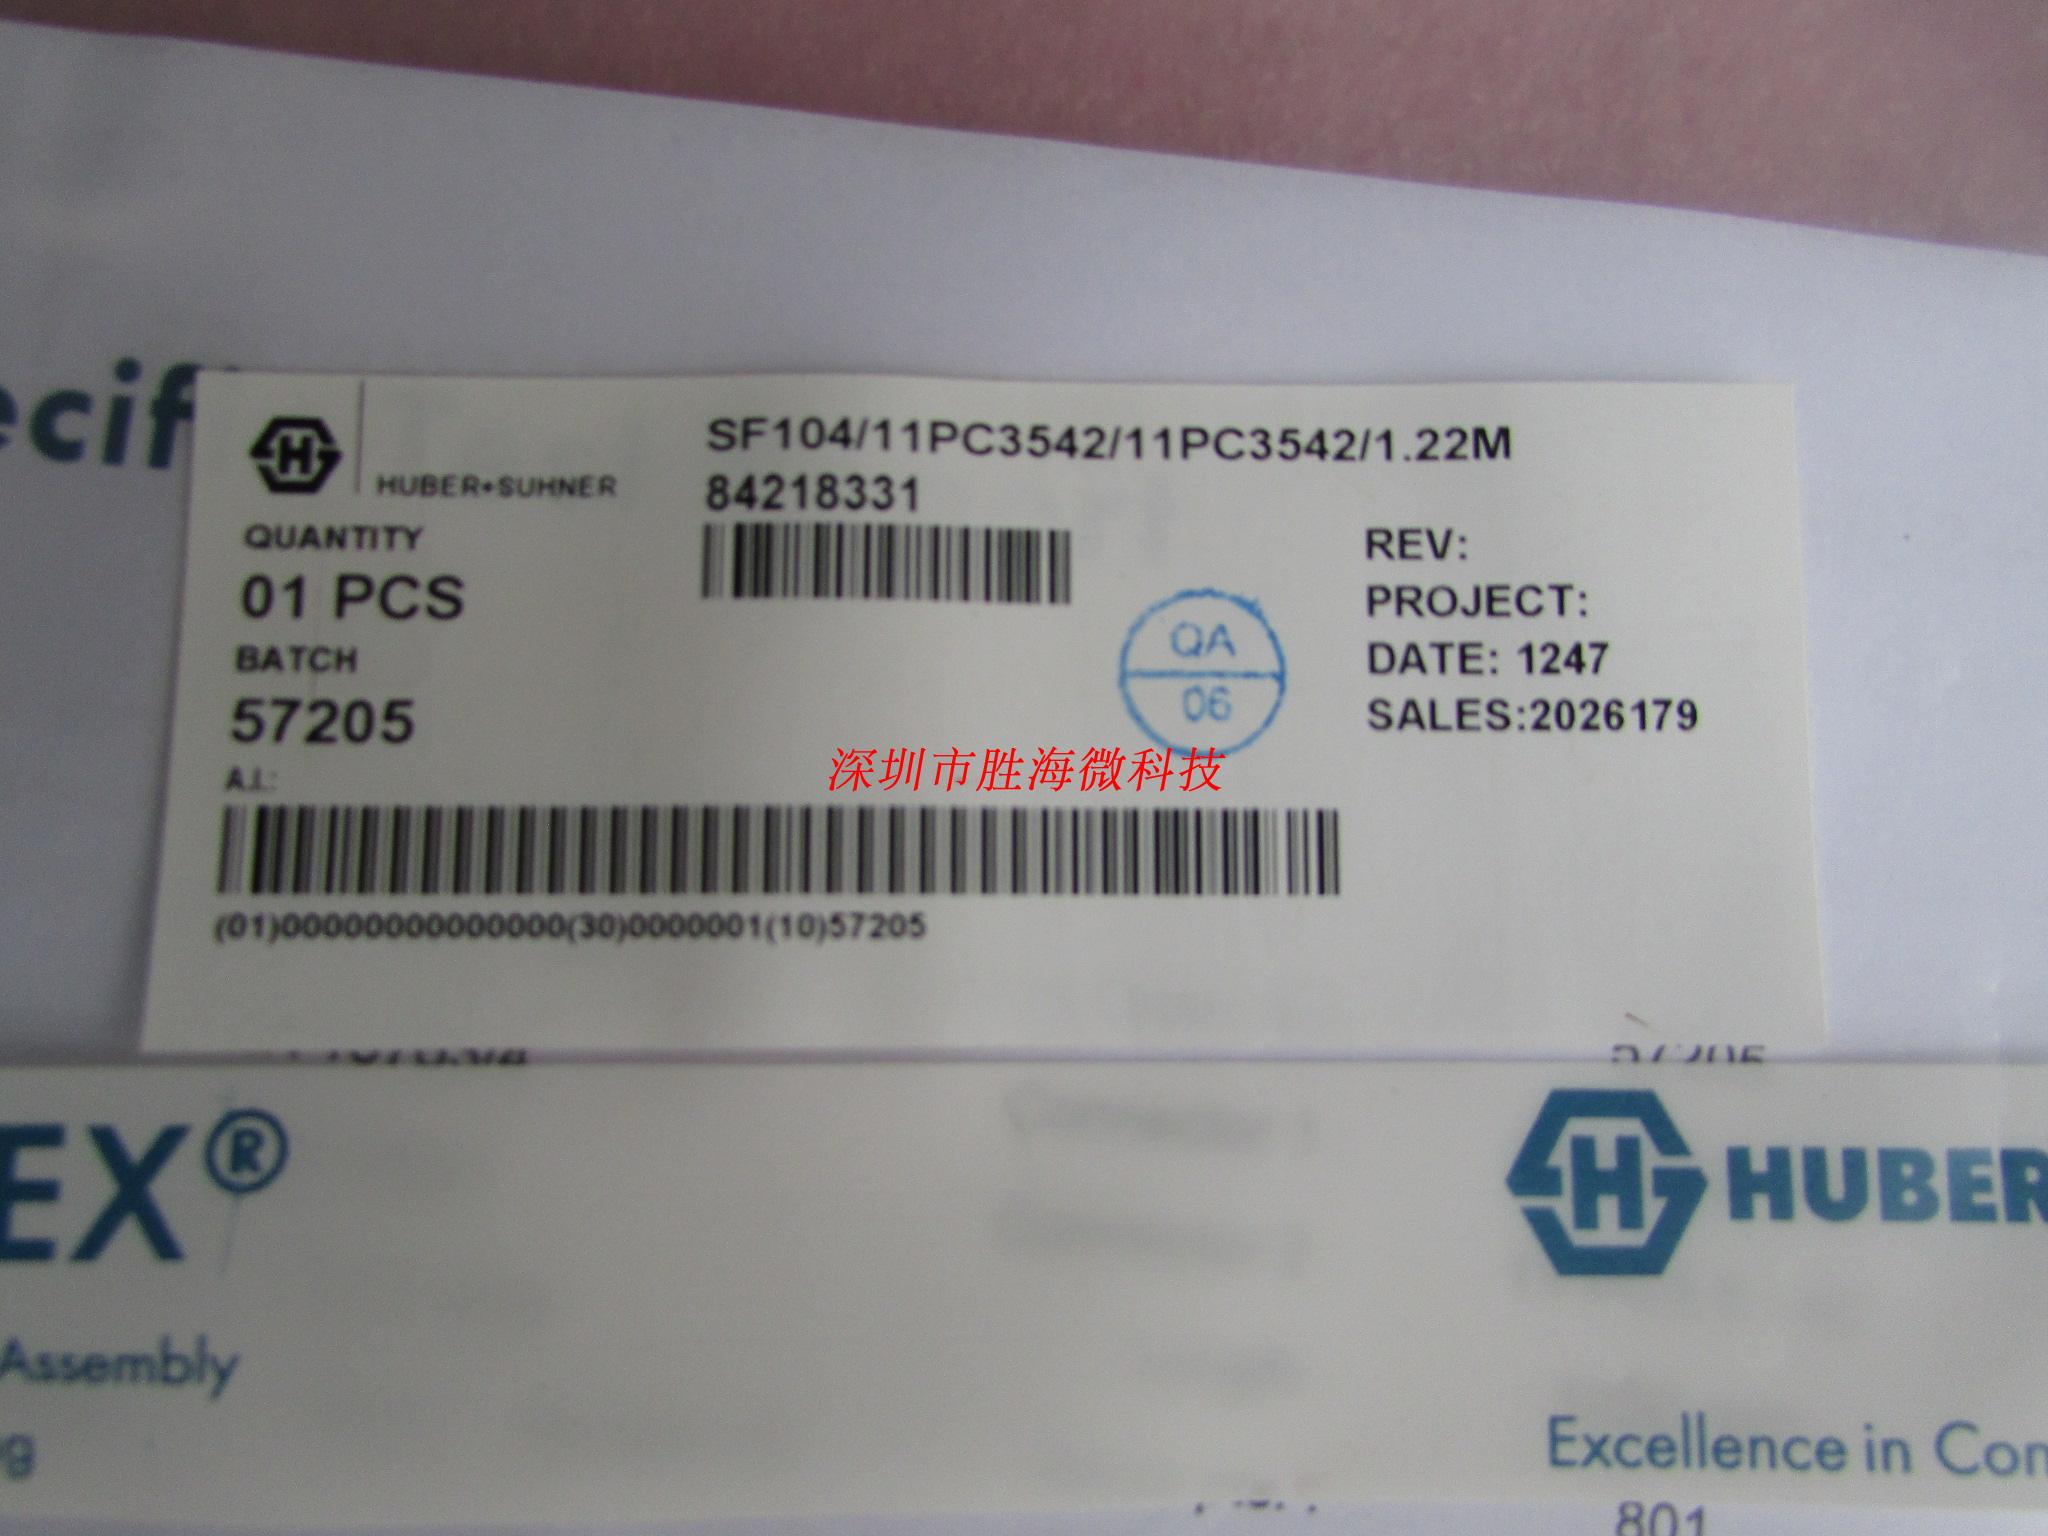 ecif
HUBER+SUHNER
SF104/11PC3542/11PC3542/1.22M
84218331
QUANTITY
01 PCS
BATCH
57205
A.I.:
REV:
PROJECT:
DATE: 1247
SALES:2026179
QA
06
深圳市胜海微科技
(01)00000000000000(30)0000001(10)57205
57205
EX®
HUBER
Assembly
Excellence in Con
801